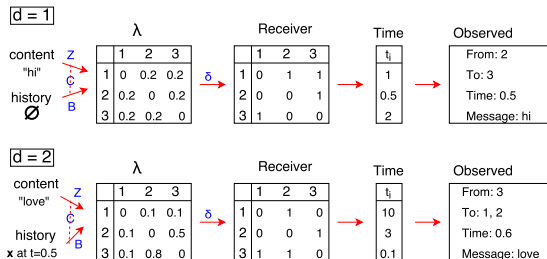 d = 1
λ Receiver Time Observed
content "hi"
history Ø
Z
C
B
1 2 3
1 0 0.2 0.2
2 0.2 0 0.2
3 0.2 0.2 0
δ
1 2 3
1 0 1 1
2 0 0 1
3 1 0 0
ti
1
0.5
2
From: 2
To: 3
Time: 0.5
Message: hi
d = 2
λ Receiver Time Observed
content "love"
history
x at t=0.5
Z
C
B
1 2 3
1 0 0.1 0.1
2 0.1 0 0.5
3 0.1 0.8 0
δ
1 2 3
1 0 1 0
2 0 0 1
3 1 1 0
ti
10
3
0.1
From: 3
To: 1, 2
Time: 0.6
Message: love